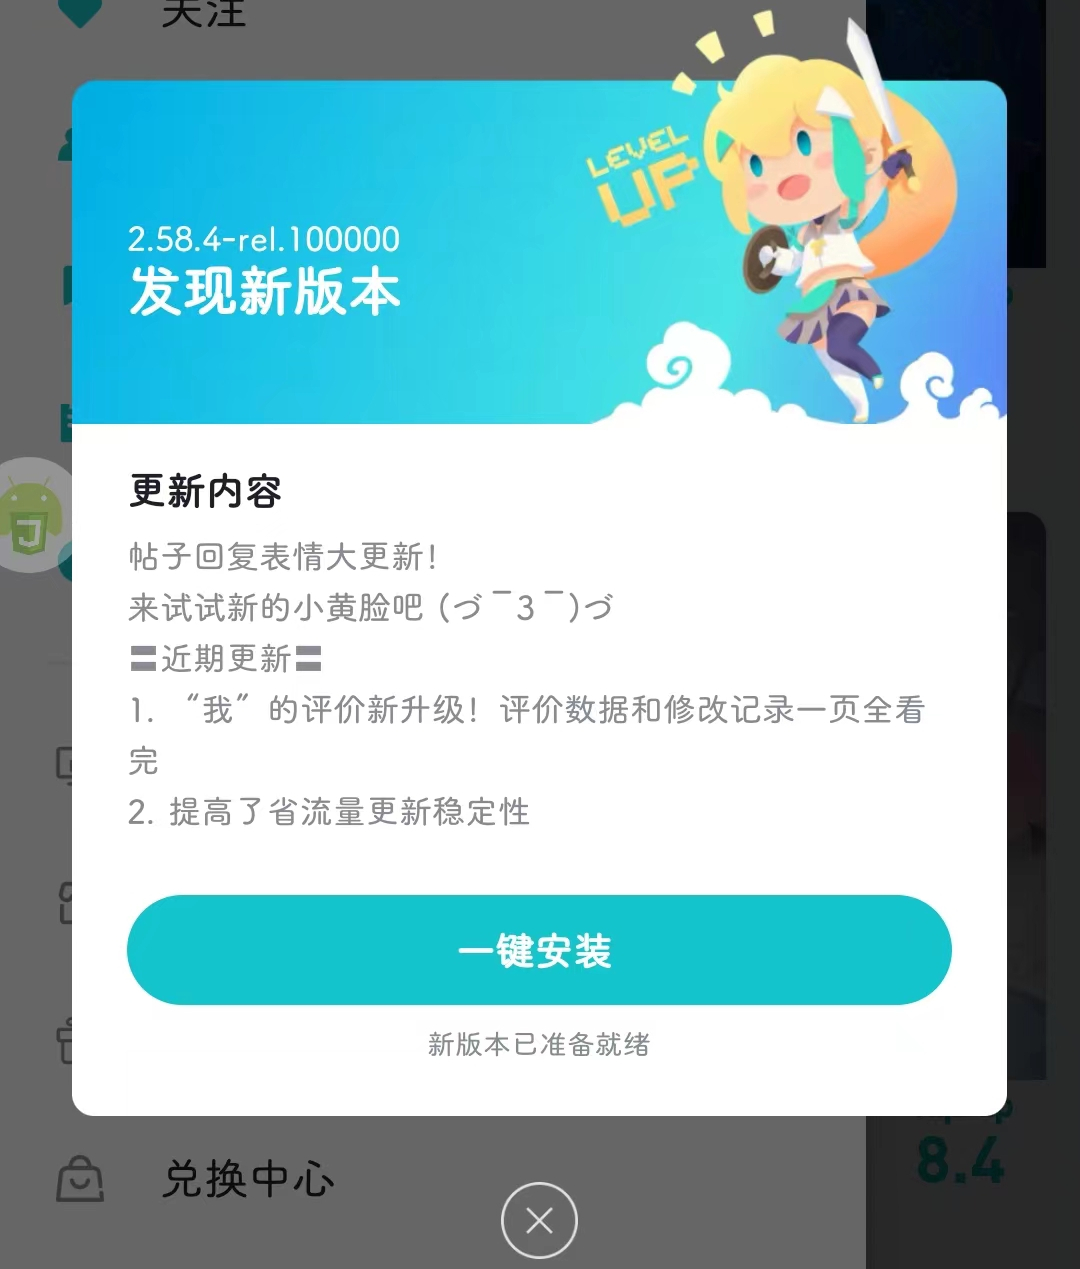 关注
LEVEL
UP
2.58.4-rel.100000
发现新版本
更新内容
帖子回复表情大更新！
来试试新的小黄脸吧 (づ￣3￣)づ
〓近期更新〓
1. “我”的评价新升级！评价数据和修改记录一页全看
完
2. 提高了省流量更新稳定性
一键安装
新版本已准备就绪
8.4
兑换中心